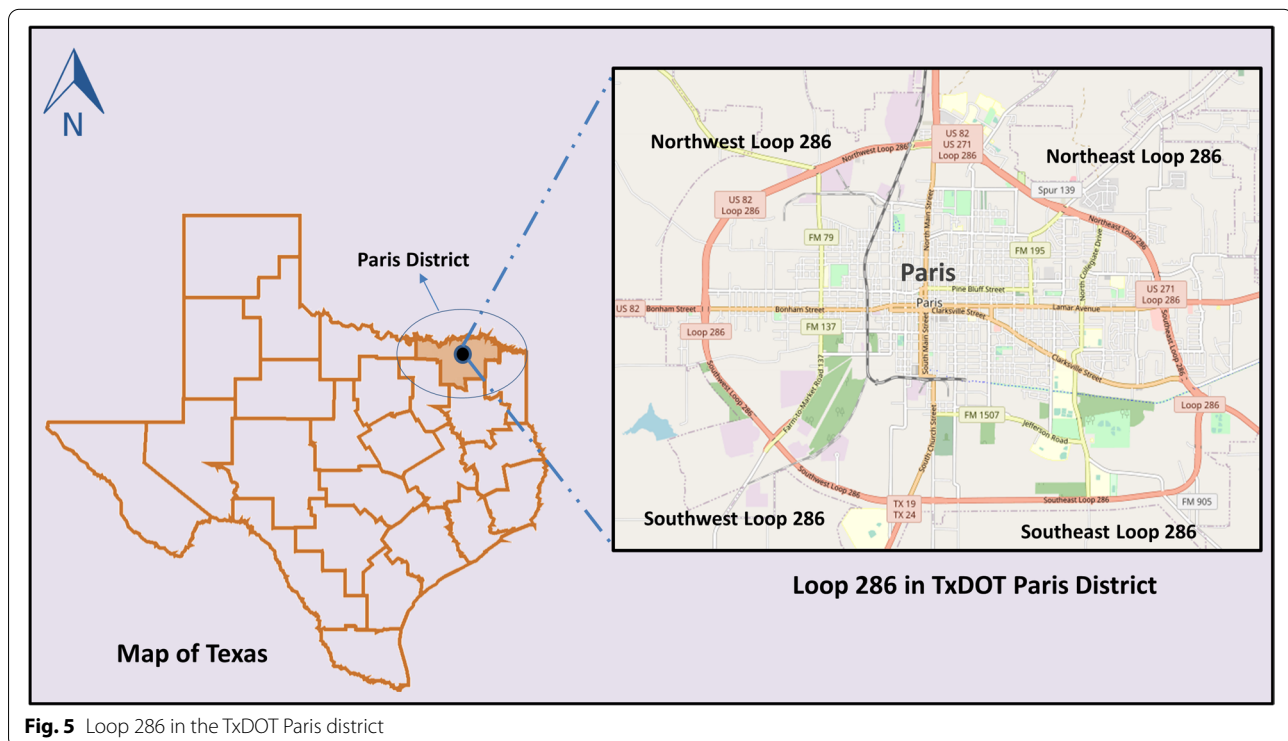 N
Paris District
Map of Texas
Northwest Loop 286
Northeast Loop 286
Northwest Loop 286
US 82
US 271
Loop 286
Spur 139
US 82
Loop 286
Northeast Loop 286
FM 79
North Main Street
FM 195
North Collegiate Drive
Paris
Pine Bluff Street
US 271
Loop 286
Paris
US 82
Bonham Street
Bonham Street
Clarksville Street
Lamar Avenue
Loop 286
FM 137
South Main Street
Clarksville Street
Southwest Loop 286
Farm-to-Market Road 137
Loop 286
FM 1507
Jefferson Road
South Church Street
Southwest Loop 286
TX 19
TX 24
Southeast Loop 286
FM 905
Southwest Loop 286
Southeast Loop 286
Loop 286 in TxDOT Paris District
Fig. 5 Loop 286 in the TxDOT Paris district